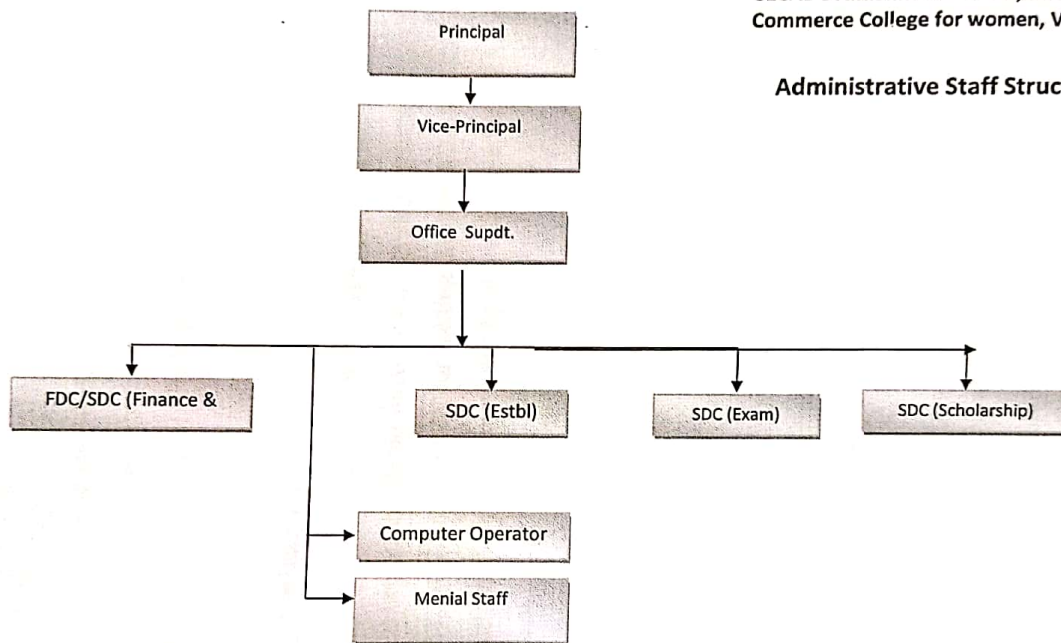 Commerce College for women, V
Administrative Staff Struc
Principal
Vice-Principal
Office Supdt.
FDC/SDC (Finance &
SDC (Estbl)
SDC (Exam)
SDC (Scholarship)
Computer Operator
Menial Staff